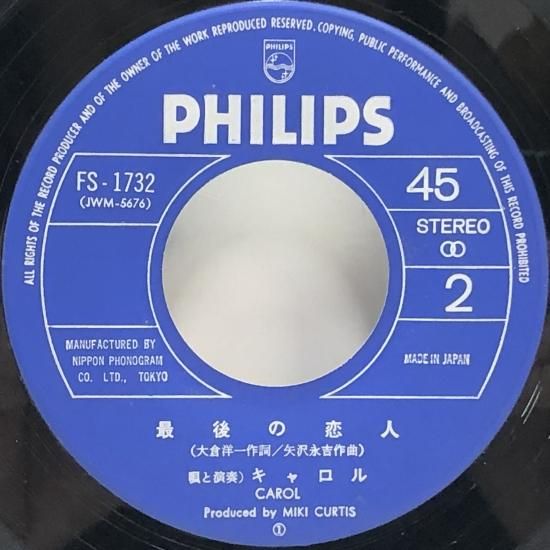 ALL RIGHTS OF THE RECORD PRODUCER AND OF THE OWNER OF THE WORK REPRODUCED RESERVED. COPYING, PUBLIC PERFORMANCE AND BROADCASTING OF THIS RECORD PROHIBITED
PHILIPS
PHILIPS
FS-1732
(JWM-5676)
45
STEREO
2
MANUFACTURED BY
NIPPON PHONOGRAM
CO. LTD., TOKYO
MADE IN JAPAN
最後の恋人
(大倉洋一作詞/矢沢永吉作曲)
唄と演奏) キャロル
CAROL
Produced by MIKI CURTIS
①